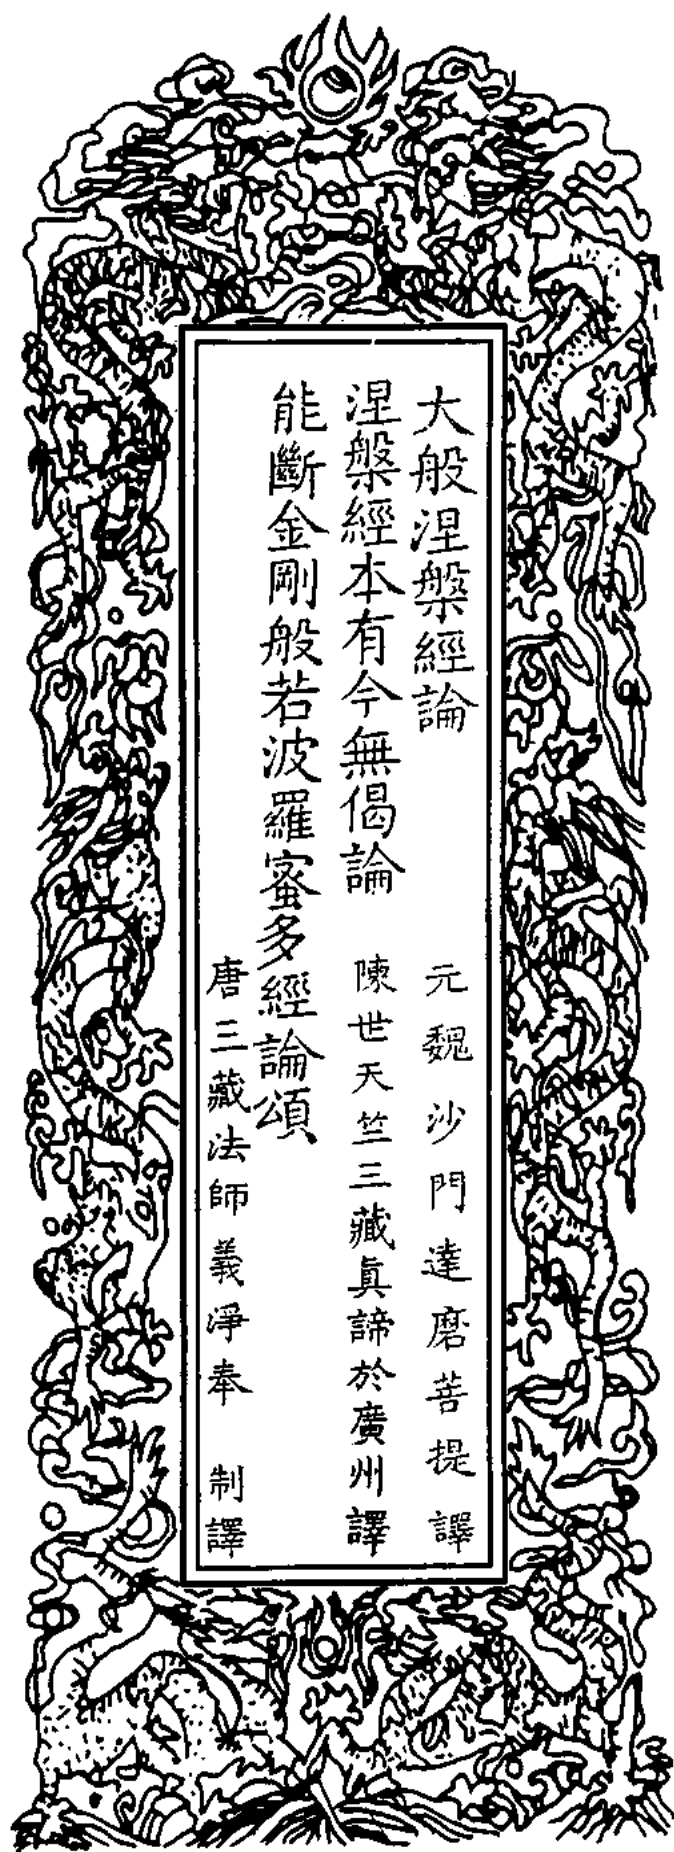 大般涅槃經論
元魏沙門達磨菩提譯
涅槃經本有今無偈論
陳世天竺三藏眞諦於廣州譯
能斷金剛般若波羅蜜多經論頌
唐三藏法師義淨奉 制譯